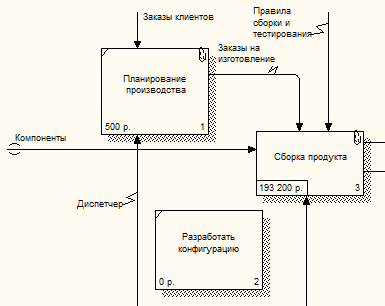 Заказы клиентов
Правила
сборки и
тестирования
Заказы на
изготовление
Планирование
производства
500 р. 1
Компоненты
Сборка продукта
193 200 р. 3
Диспетчер
Разработать
конфигурацию
0 р. 2